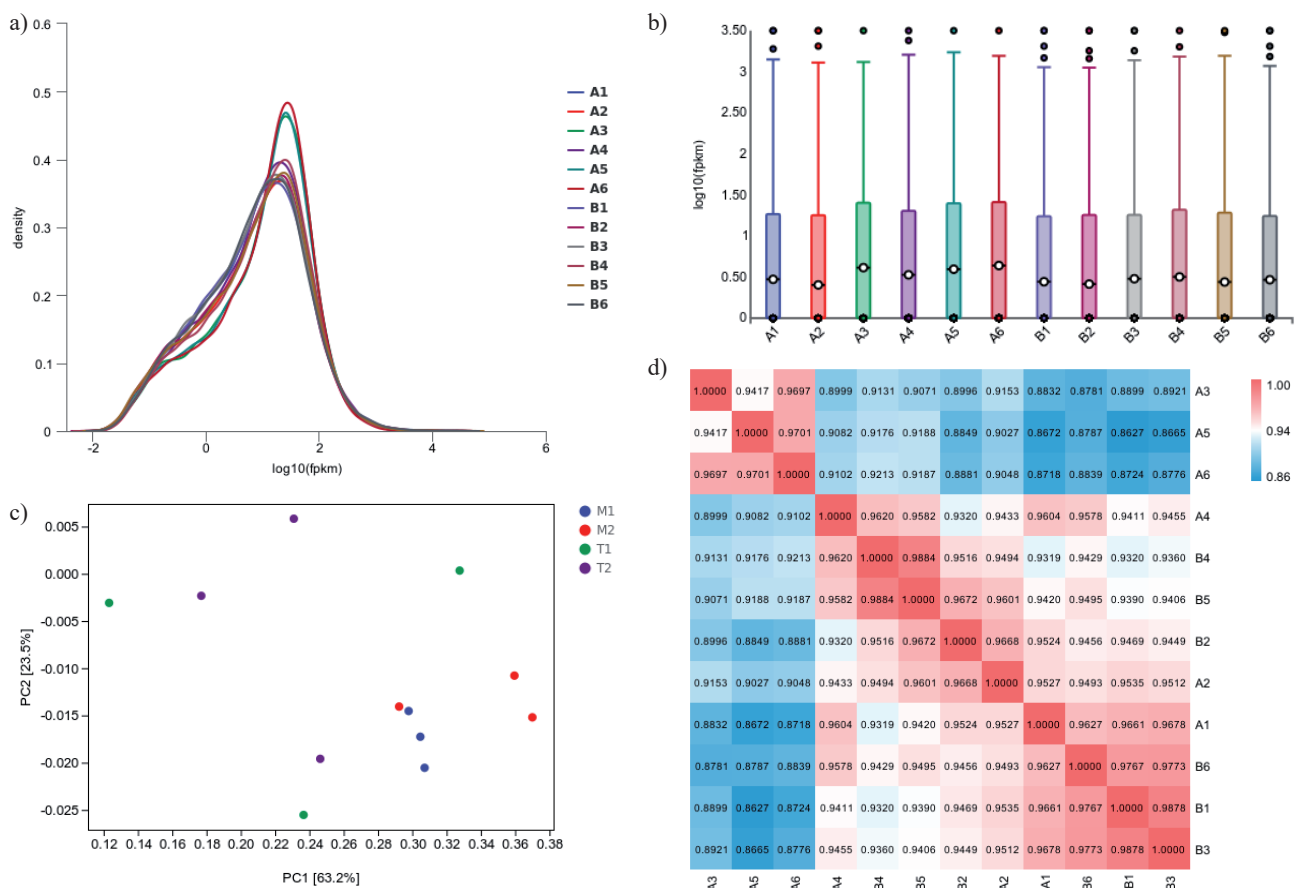 a)
0.6
0.5
0.4
0.3
0.2
0.1
0
density
-2
0
2
4
6
log10(fpkm)
A1
A2
A3
A4
A5
A6
B1
B2
B3
B4
B5
B6
b)
3.50
3
2.50
2
1.50
1
0.50
0
log10(fpkm)
A1 A2 A3 A4 A5 A6 B1 B2 B3 B4 B5 B6
c)
0.005
0.000
-0.005
-0.010
-0.015
-0.020
-0.025
PC2 [23.5%]
0.12 0.14 0.16 0.18 0.20 0.22 0.24 0.26 0.28 0.30 0.32 0.34 0.36 0.38
PC1 [63.2%]
M1
M2
T1
T2
d)
1.0000 0.9417 0.9697 0.8999 0.9131 0.9071 0.8996 0.9153 0.8832 0.8781 0.8899 0.8921 A3
0.9417 1.0000 0.9701 0.9082 0.9176 0.9188 0.8849 0.9027 0.8672 0.8787 0.8627 0.8665 A5
0.9697 0.9701 1.0000 0.9102 0.9213 0.9187 0.8881 0.9048 0.8718 0.8839 0.8724 0.8776 A6
0.8999 0.9082 0.9102 1.0000 0.9620 0.9582 0.9320 0.9433 0.9604 0.9578 0.9411 0.9455 A4
0.9131 0.9176 0.9213 0.9620 1.0000 0.9884 0.9516 0.9494 0.9319 0.9429 0.9320 0.9360 B4
0.9071 0.9188 0.9187 0.9582 0.9884 1.0000 0.9672 0.9601 0.9420 0.9495 0.9390 0.9406 B5
0.8996 0.8849 0.8881 0.9320 0.9516 0.9672 1.0000 0.9668 0.9524 0.9456 0.9469 0.9449 B2
0.9153 0.9027 0.9048 0.9433 0.9494 0.9601 0.9668 1.0000 0.9527 0.9493 0.9535 0.9512 A2
0.8832 0.8672 0.8718 0.9604 0.9319 0.9420 0.9524 0.9527 1.0000 0.9627 0.9661 0.9678 A1
0.8781 0.8787 0.8839 0.9578 0.9429 0.9495 0.9456 0.9493 0.9627 1.0000 0.9767 0.9773 B6
0.8899 0.8627 0.8724 0.9411 0.9320 0.9390 0.9469 0.9535 0.9661 0.9767 1.0000 0.9878 B1
0.8921 0.8665 0.8776 0.9455 0.9360 0.9406 0.9449 0.9512 0.9678 0.9773 0.9878 1.0000 B3
A3 A5 A6 A4 B4 B5 B2 A2 A1 B6 B1 B3
1.00
0.94
0.86